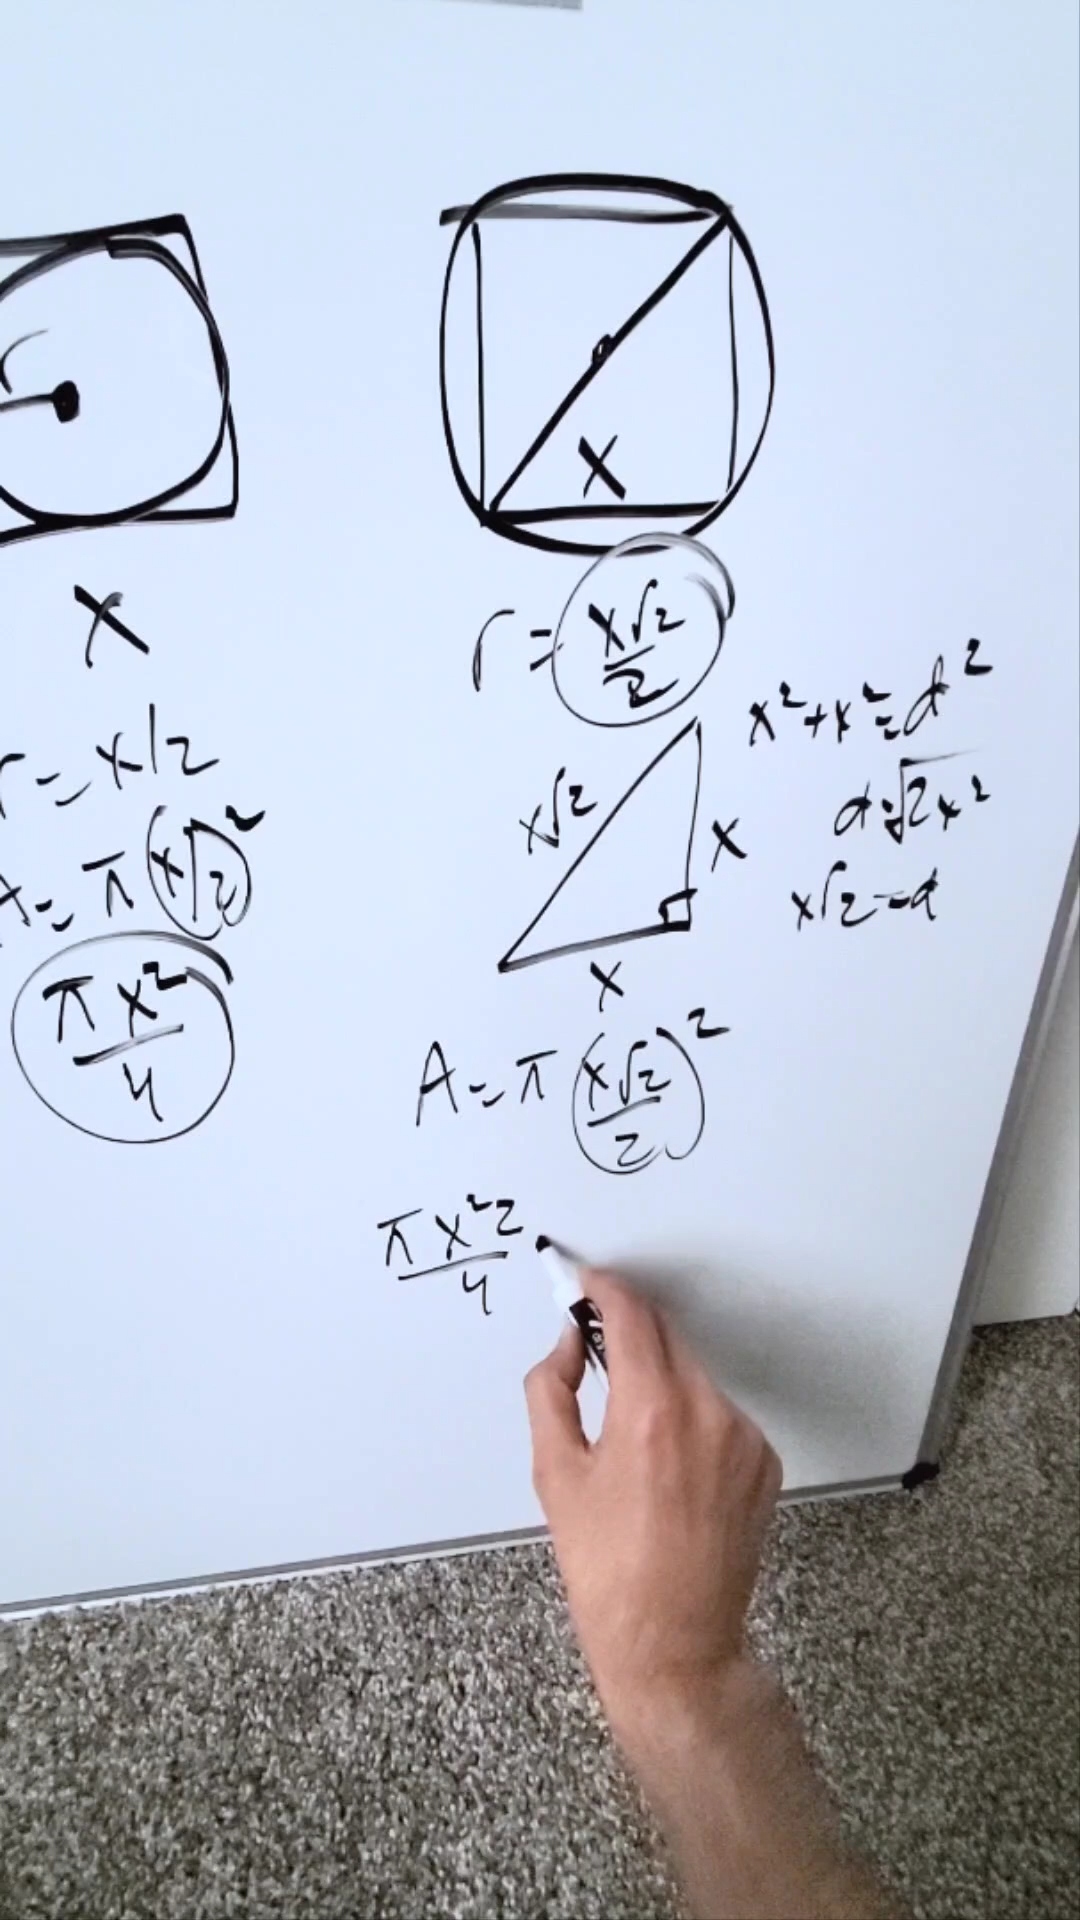 r
x
r = x/2
A = π (x/2)²
πx²/4
x
r = x√2/2
x² + x² = d²
d = √2x²
x√2 = d
x√2
x
x
A = π (x√2/2)²
πx²2/4